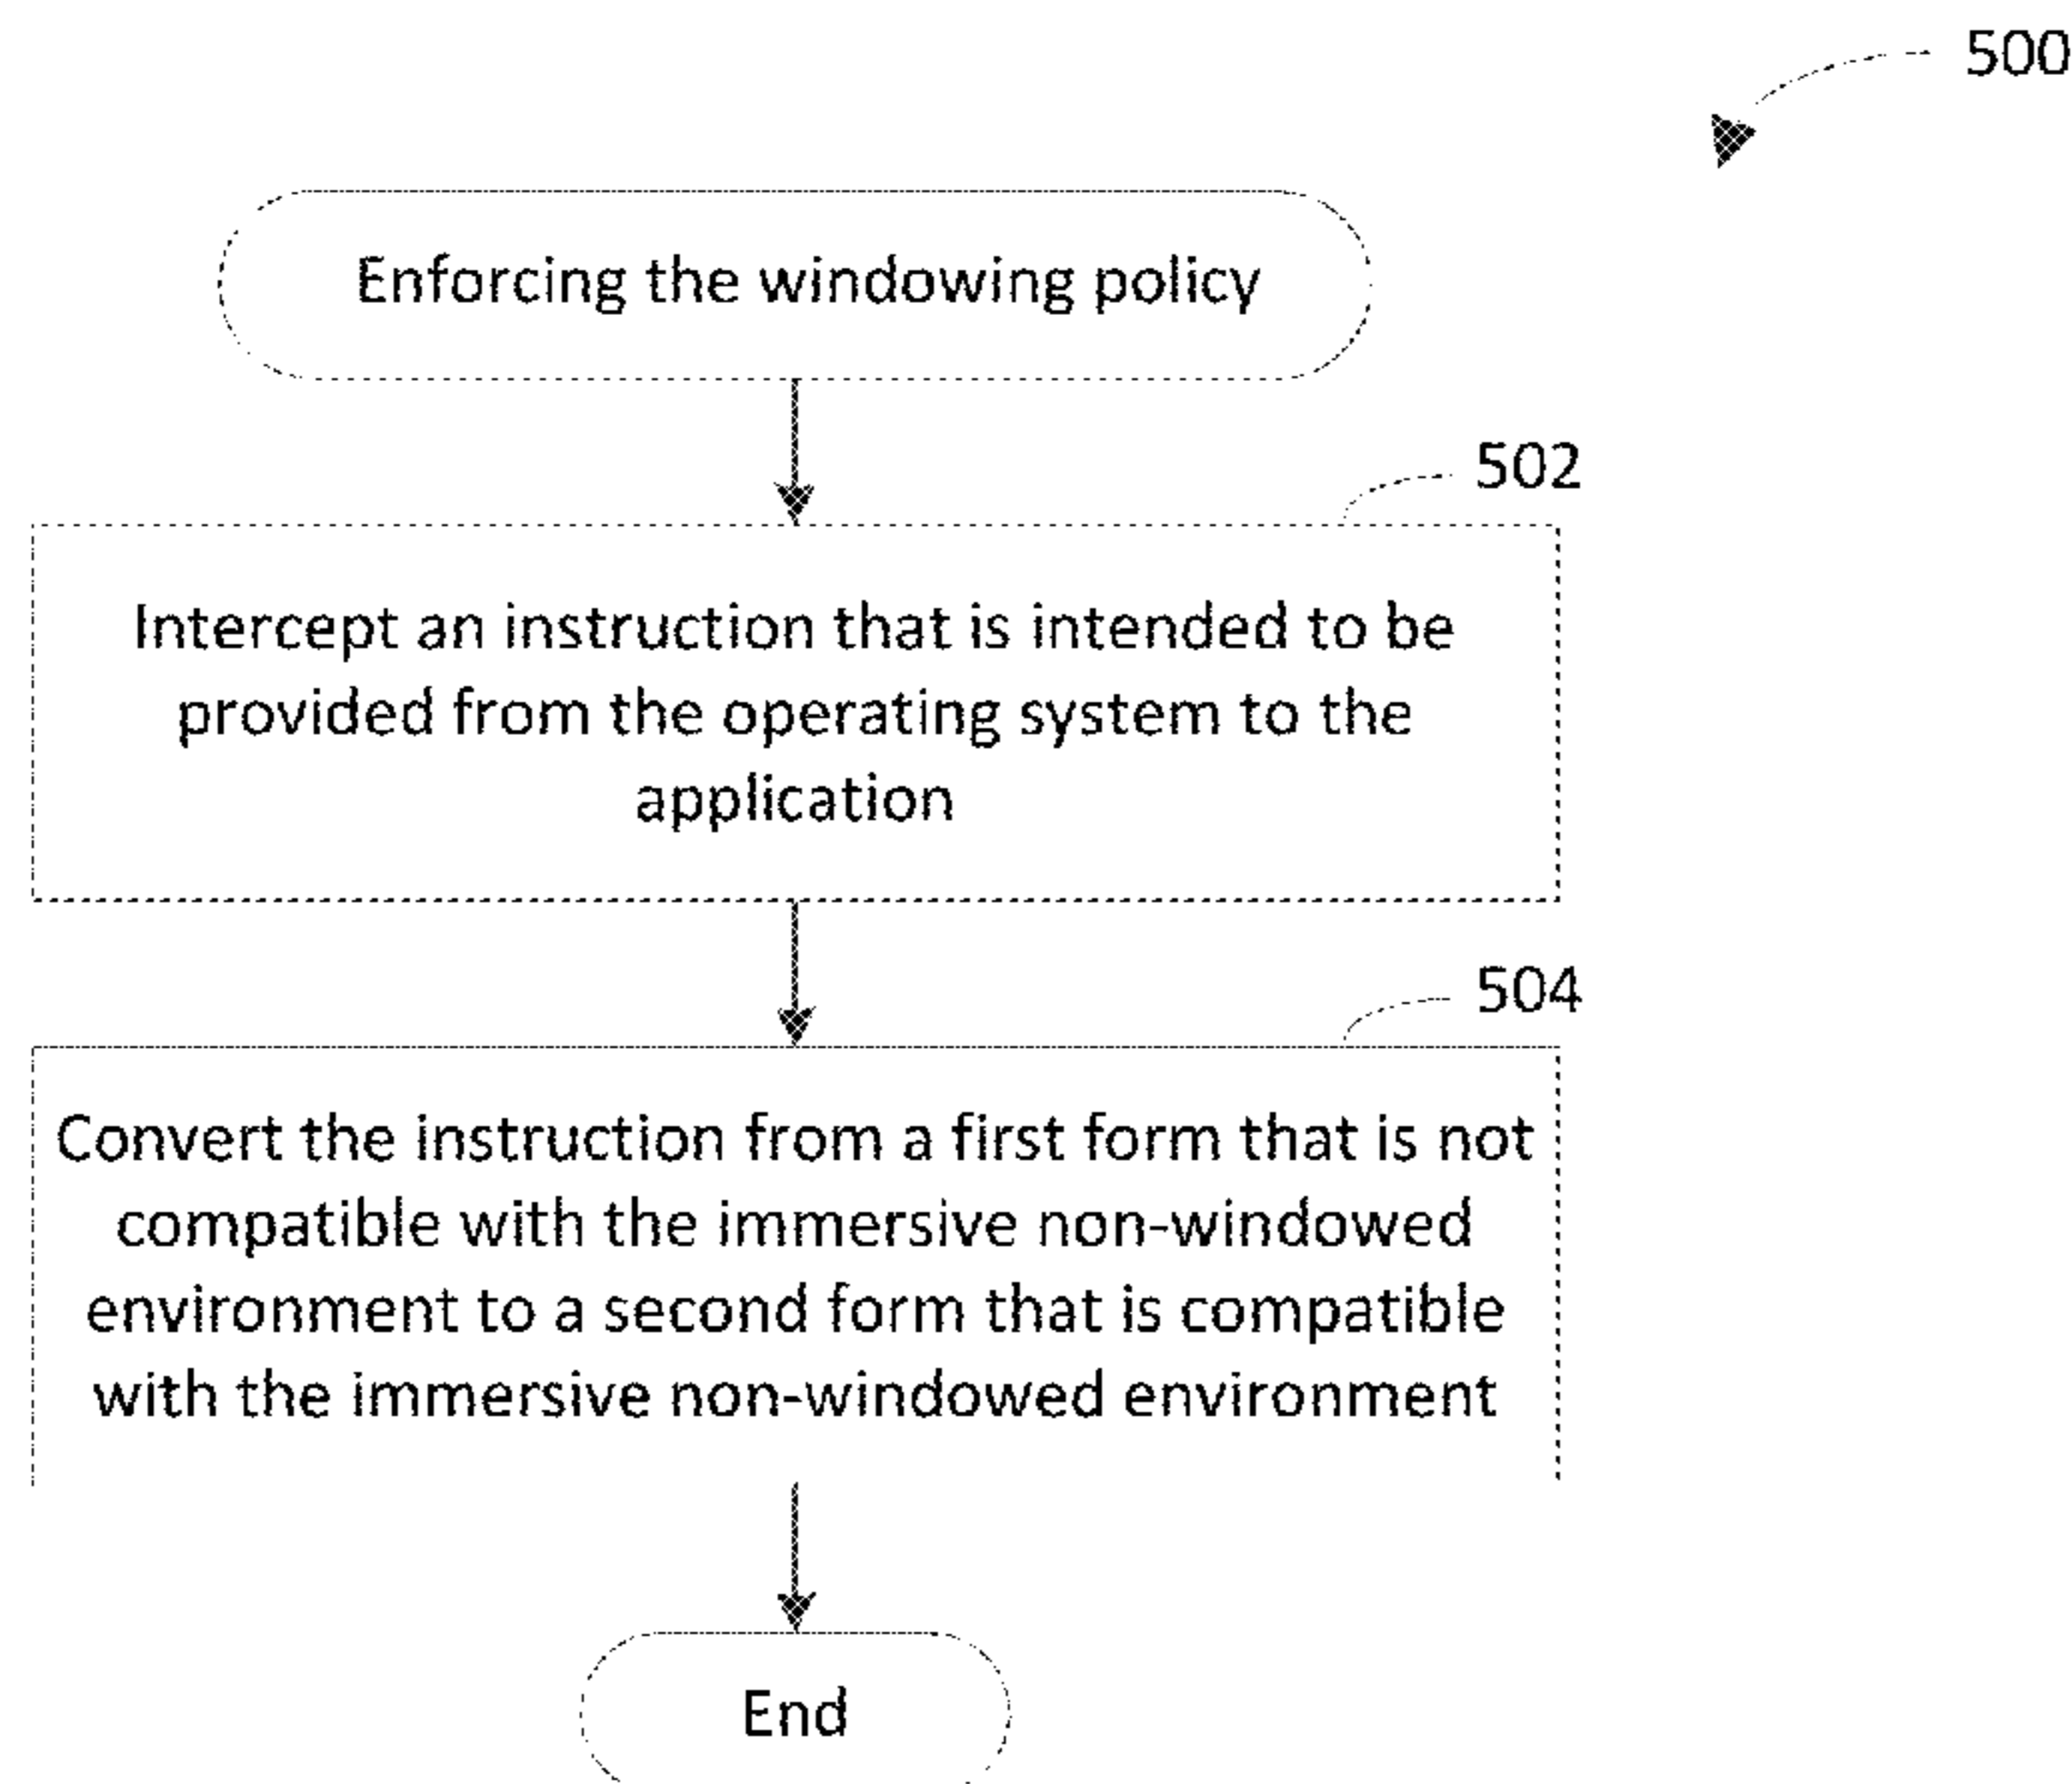 500
Enforcing the windowing policy
502
Intercept an instruction that is intended to be
provided from the operating system to the
application
504
Convert the instruction from a first form that is not
compatible with the immersive non-windowed
environment to a second form that is compatible
with the immersive non-windowed environment
End